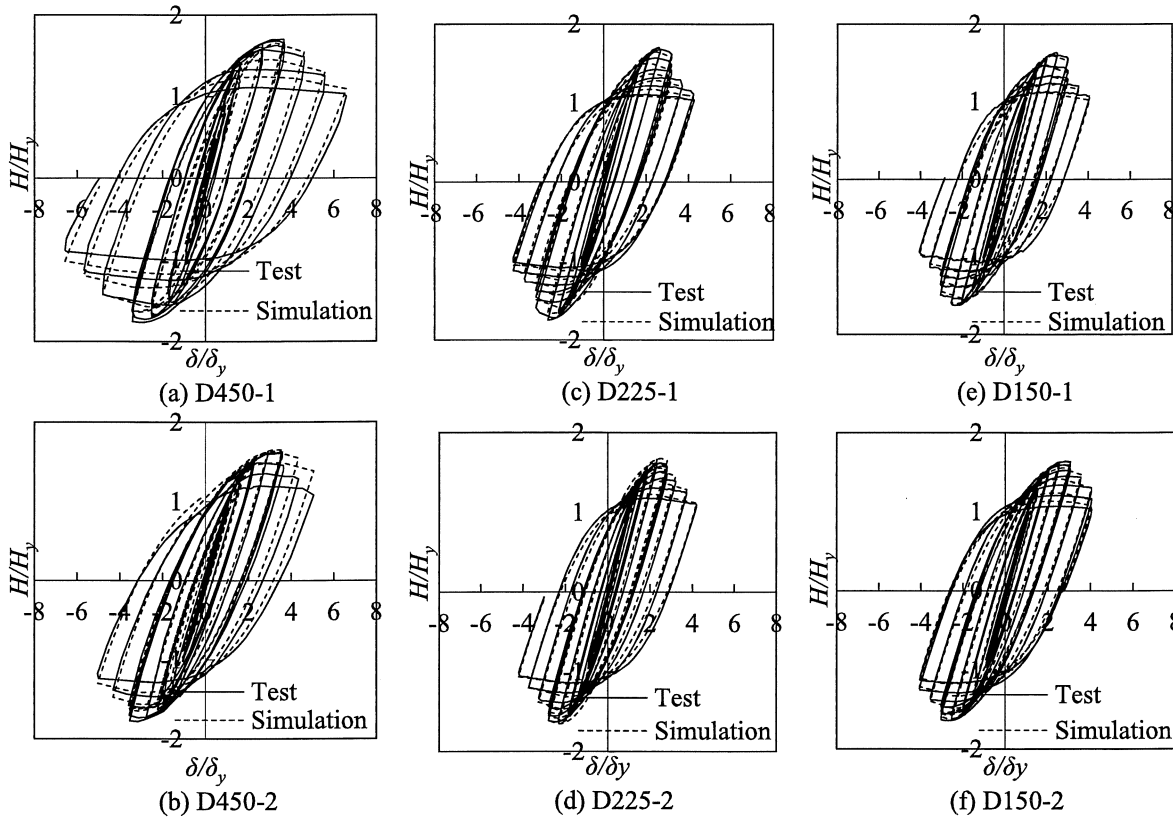 2
1
0
-8 -6 -4 -2 2 4 6 8
-2
H/H_y
δ/δ_y
Test
Simulation
(a) D450-1
2
1
0
-8 -6 -4 -2 2 4 6 8
-2
H/H_y
δ/δ_y
Test
Simulation
(c) D225-1
2
1
0
-8 -6 -4 -2 2 4 6 8
-2
H/H_y
δ/δ_y
Test
Simulation
(e) D150-1
2
1
0
-8 -6 -4 -2 2 4 6 8
-2
H/H_y
δ/δ_y
Test
Simulation
(b) D450-2
2
1
0
-8 -6 -4 -2 2 4 6 8
-2
H/H_y
δ/δy
Test
Simulation
(d) D225-2
2
1
0
-8 -6 -4 -2 2 4 6
-2
H/H_y
δ/δy
Test
Simulation
(f) D150-2